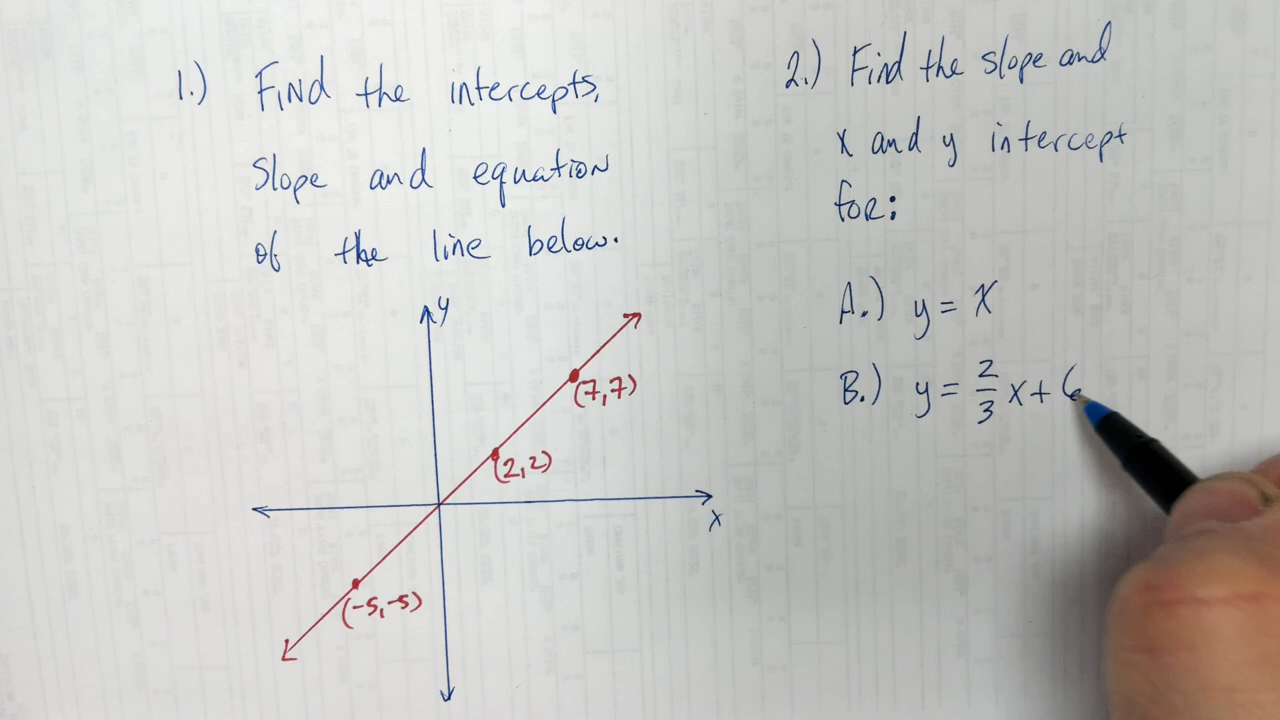 1.) Find the intercepts,
slope and equation
of the line below.
y
(7,7)
(2,2)
x
(-5,-5)
2.) Find the slope and
x and y intercept
for:
A.) y = x
B.) y = 2/3 x + 6